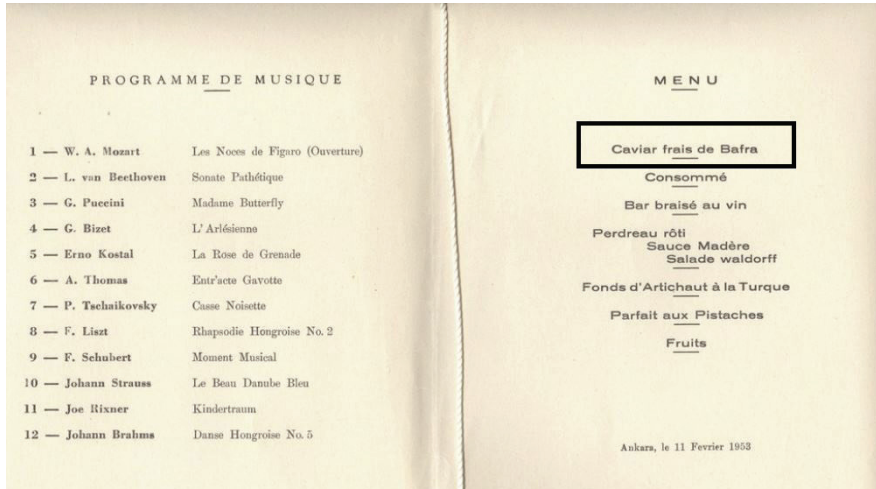 PROGRAMME DE MUSIQUE
1 — W. A. Mozart Les Noces de Figaro (Ouverture)
2 — L. van Beethoven Sonate Pathétique
3 — G. Puccini Madame Butterfly
4 — G. Bizet L'Arlésienne
5 — Erno Kostal La Rose de Grenade
6 — A. Thomas Entr'acte Gavotte
7 — P. Tschaikovsky Casse Noisette
8 — F. Liszt Rhapsodie Hongroise No. 2
9 — F. Schubert Moment Musical
10 — Johann Strauss Le Beau Danube Bleu
11 — Joe Rixner Kindertraum
12 — Johann Brahms Danse Hongroise No. 5
MENU
Caviar frais de Bafra
Consommé
Bar braisé au vin
Perdreau rôti
Sauce Madère
Salade waldorff
Fonds d'Artichaut à la Turque
Parfait aux Pistaches
Fruits
Ankara, le 11 Fevrier 1953